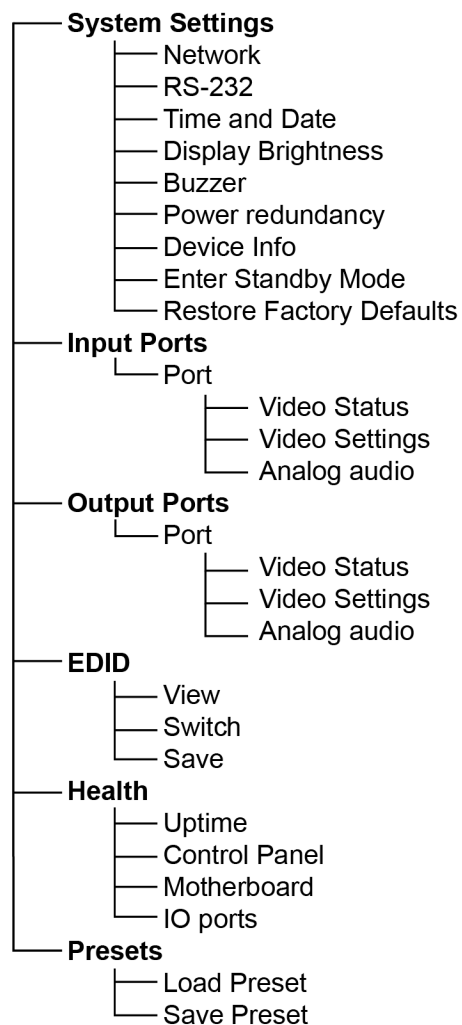 System Settings
Network
RS-232
Time and Date
Display Brightness
Buzzer
Power redundancy
Device Info
Enter Standby Mode
Restore Factory Defaults
Input Ports
Port
Video Status
Video Settings
Analog audio
Output Ports
Port
Video Status
Video Settings
Analog audio
EDID
View
Switch
Save
Health
Uptime
Control Panel
Motherboard
IO ports
Presets
Load Preset
Save Preset